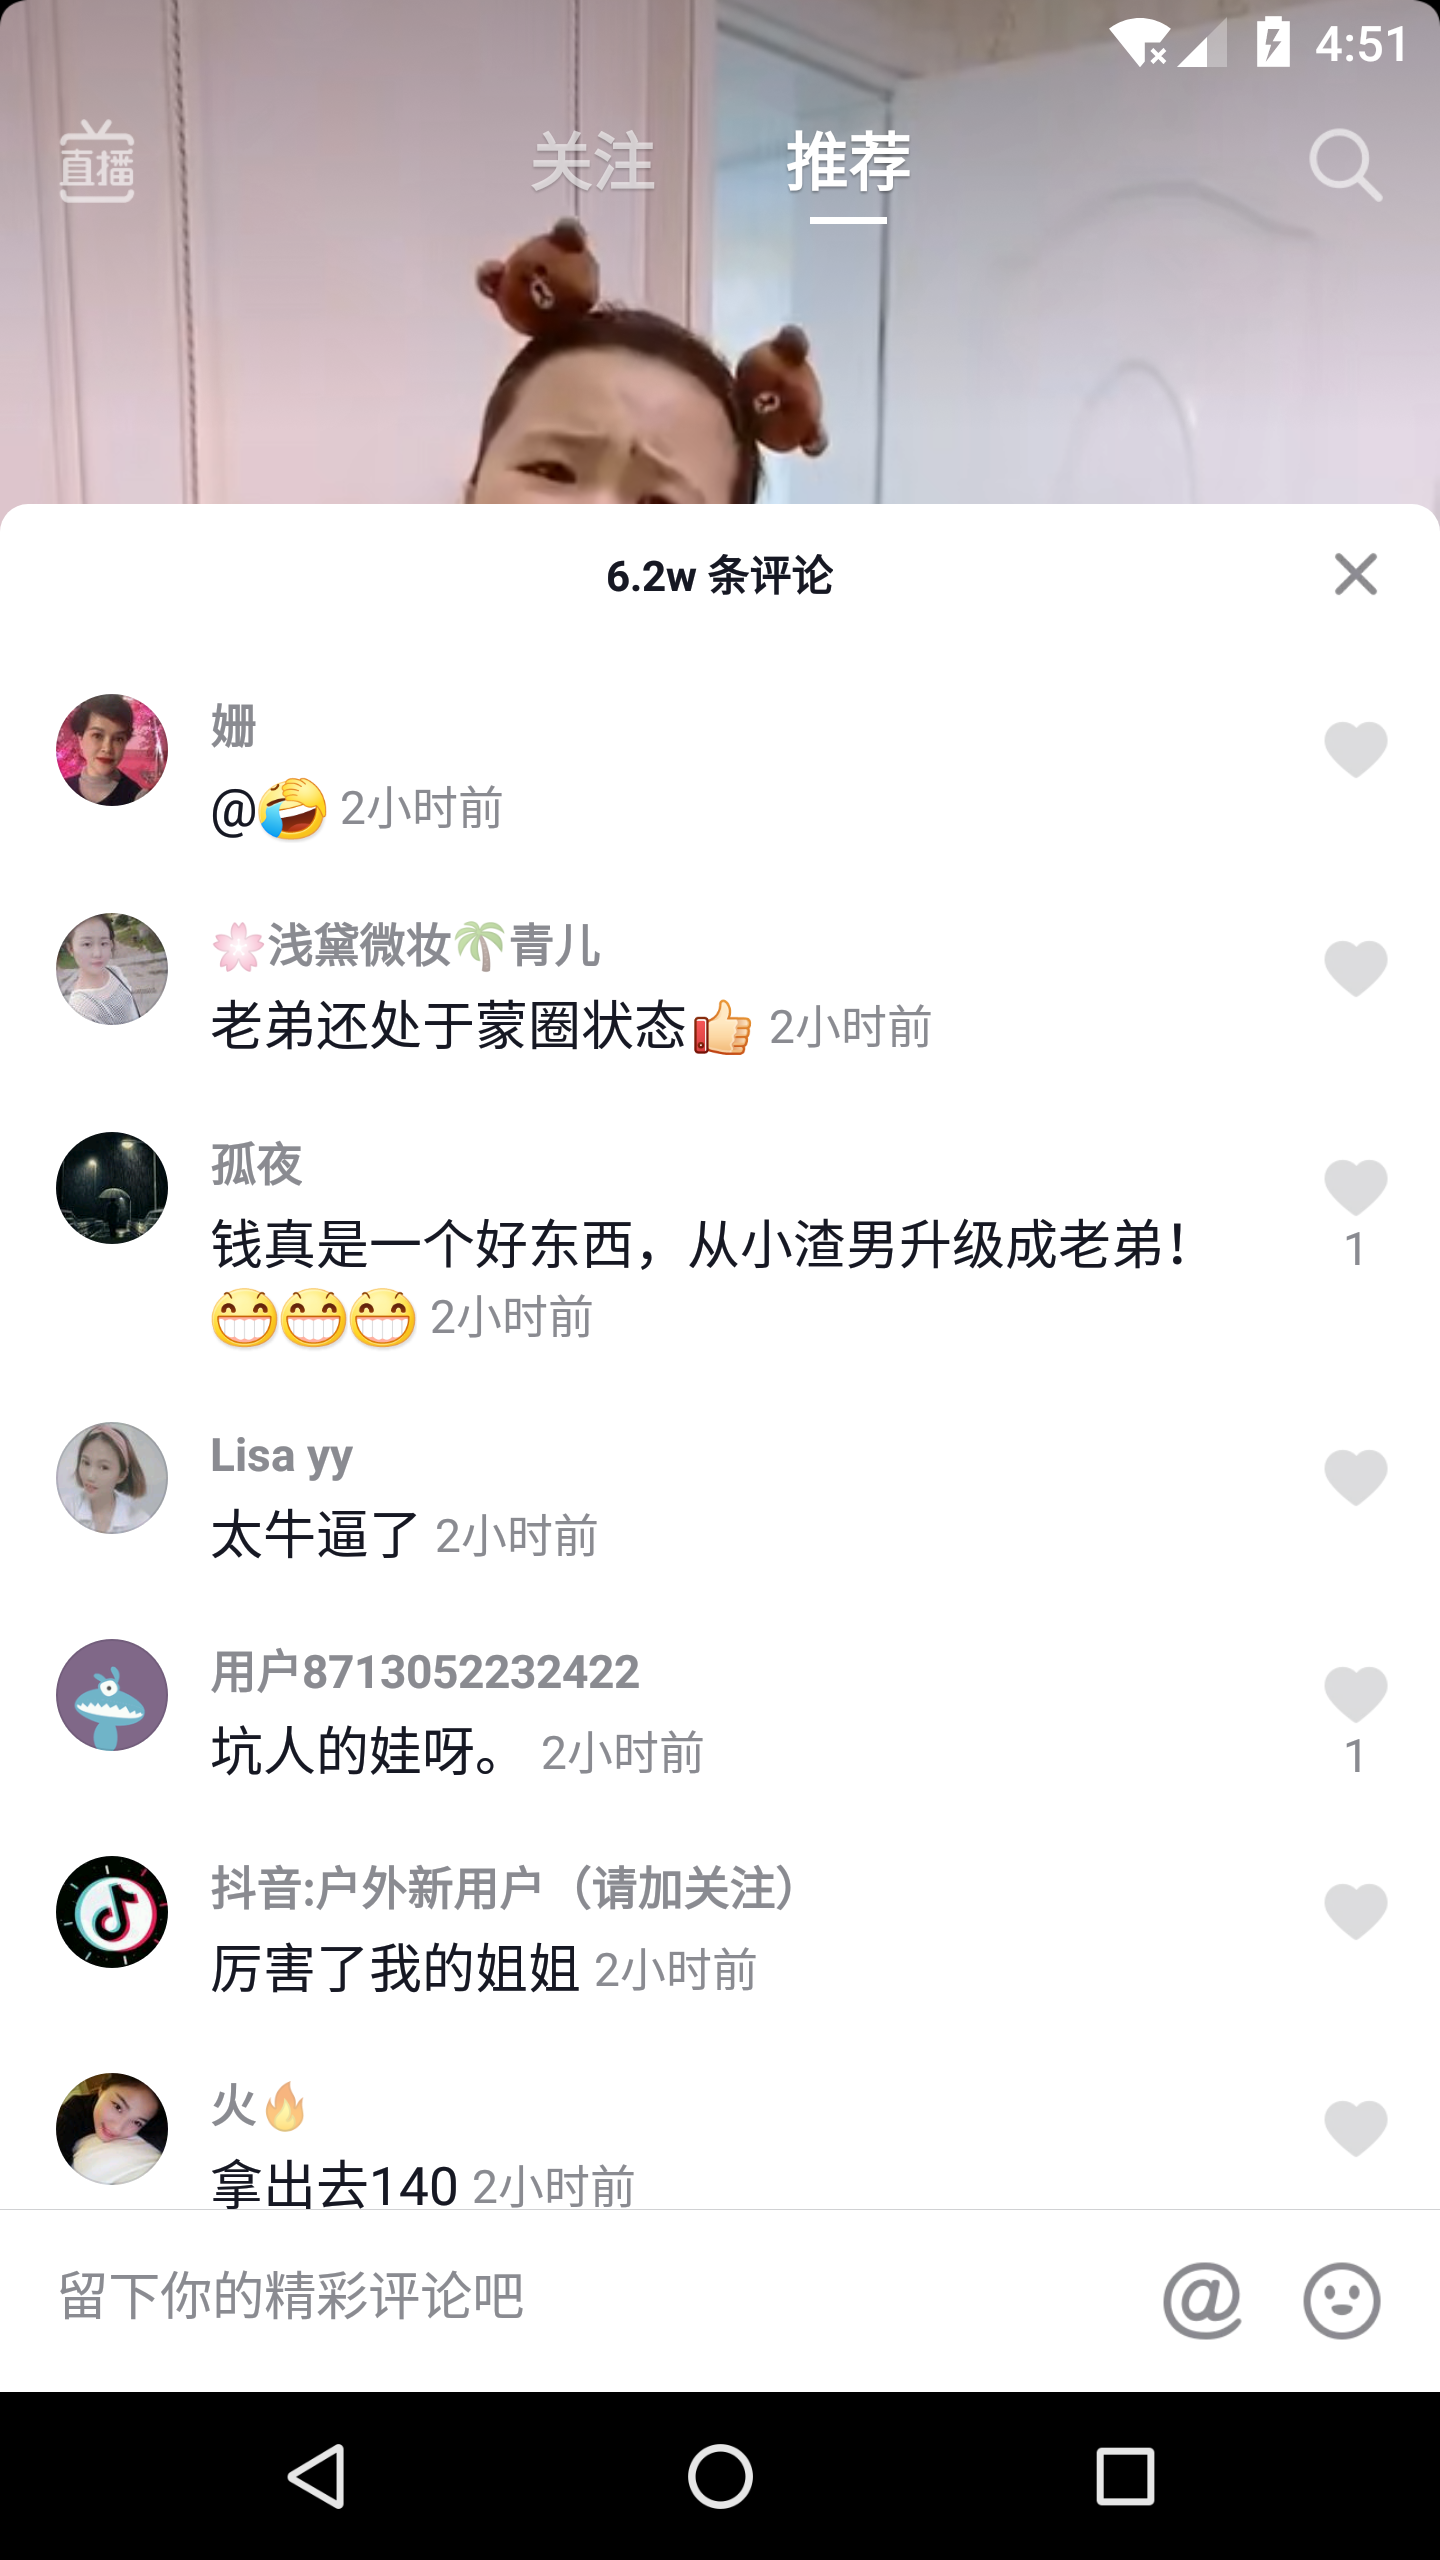 4:51
直播
关注
推荐
6.2w 条评论
姗
@🤣 2小时前
🌸浅黛微妆🌴青儿
老弟还处于蒙圈状态👍 2小时前
孤夜
钱真是一个好东西，从小渣男升级成老弟！
1
😁😁😁 2小时前
Lisa yy
太牛逼了 2小时前
用户8713052232422
坑人的娃呀。 2小时前
1
抖音:户外新用户（请加关注）
厉害了我的姐姐 2小时前
火🔥
拿出去140 2小时前
留下你的精彩评论吧
@